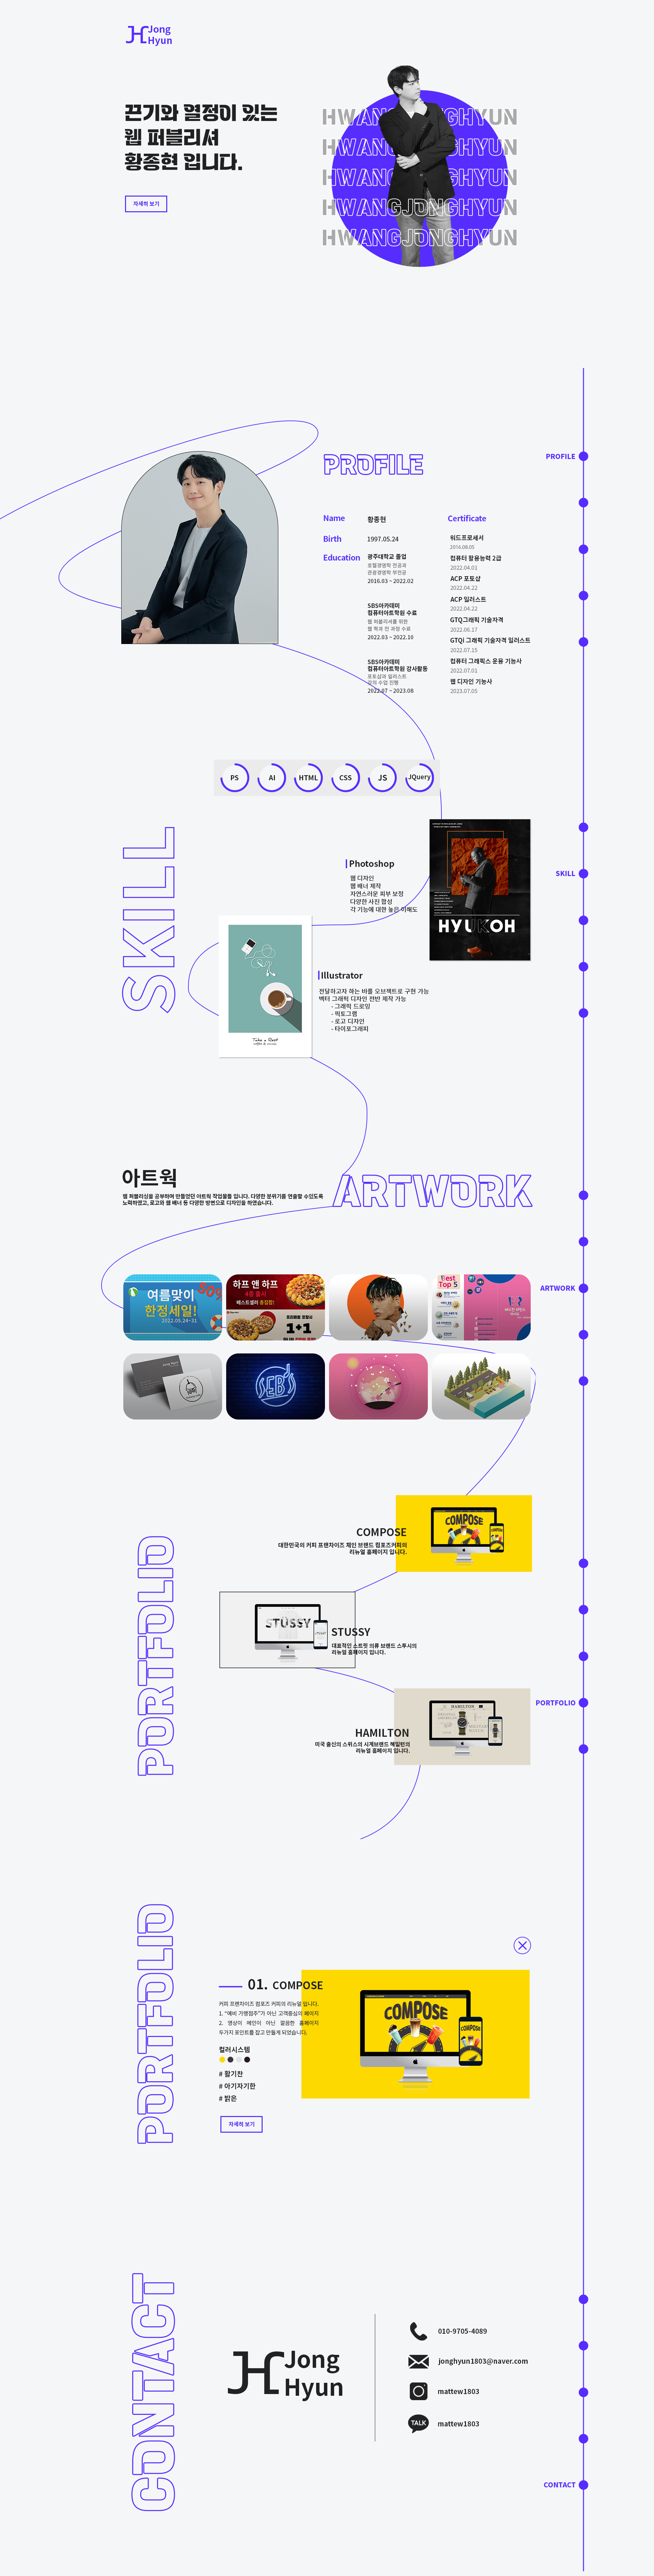 Jong
Hyun
끈기와 열정이 있는
웹 퍼블리셔
황종현 입니다.
자세히 보기
HWANGJONGHYUN
HWANGJONGHYUN
HWANGJONGHYUN
HWANGJONGHYUN
HWANGJONGHYUN
PROFILE
PROFILE
Name 황종현
Birth 1997.05.24
Education 광주대학교 졸업
호텔경영학 전공과
관광경영학 부전공
2016.03 ~ 2022.02
SBS아카데미
컴퓨터아트학원 수료
웹 퍼블리셔를 위한
웹 학과 전 과정 수료
2022.03 ~ 2022.10
SBS아카데미
컴퓨터아트학원 강사활동
포토샵과 일러스트
강의 수업 진행
2022.07 ~ 2023.08
Certificate
워드프로세서
2016.08.05
컴퓨터 활용능력 2급
2022.04.01
ACP 포토샵
2022.04.22
ACP 일러스트
2022.04.22
GTQ그래픽 기술자격
2022.06.17
GTQi 그래픽 기술자격 일러스트
2022.07.15
컴퓨터 그래픽스 운용 기능사
2022.07.01
웹 디자인 기능사
2023.07.05
PS
AI
HTML
CSS
JS
JQuery
SKILL
SKILL
Photoshop
웹 디자인
웹 배너 제작
자연스러운 피부 보정
다양한 사진 합성
각 기능에 대한 높은 이해도
HYUKOH
Take a Rest
Illustrator
전달하고자 하는 바를 오브젝트로 구현 가능
벡터 그래픽 디자인 전반 제작 가능
- 그래픽 드로잉
- 픽토그램
- 로고 디자인
- 타이포그래피
아트웍
웹 퍼블리싱을 공부하며 만들었던 아트웍 작업물들 입니다. 다양한 분위기를 연출할 수있도록
노력하였고, 로고와 웹 배너 등 다양한 방면으로 디자인을 하였습니다.
ARTWORK
ARTWORK
여름맞이
한정세일!
50%
2022.05.24~31
하프 앤 하프
4종 출시
베스트셀러 총집합!
1+1
Best
Top 5
SEB'S
COMPOSE
대한민국의 커피 프랜차이즈 체인 브랜드 컴포즈커피의
리뉴얼 홈페이지 입니다.
COMPOSE
STUSSY
STUSSY
대표적인 스트릿 의류 브랜드 스투시의
리뉴얼 홈페이지 입니다.
PORTFOLIO
PORTFOLIO
HAMILTON
미국 출신의 스위스의 시계브랜드 해밀턴의
리뉴얼 홈페이지 입니다.
HAMILTON
PORTFOLIO
01. COMPOSE
커피 프랜차이즈 컴포즈 커피의 리뉴얼 입니다.
1. "예비 가맹점주"가 아닌 고객중심의 페이지
2. 영상이 메인이 아닌 깔끔한 홈페이지
두가지 포인트를 잡고 만들게 되었습니다.
컬러시스템
# 활기찬
# 아기자기한
# 밝은
자세히 보기
COMPOSE
COMPOSE
CONTACT
Jong
Hyun
010-9705-4089
jonghyun1803@naver.com
mattew1803
TALK
mattew1803
CONTACT